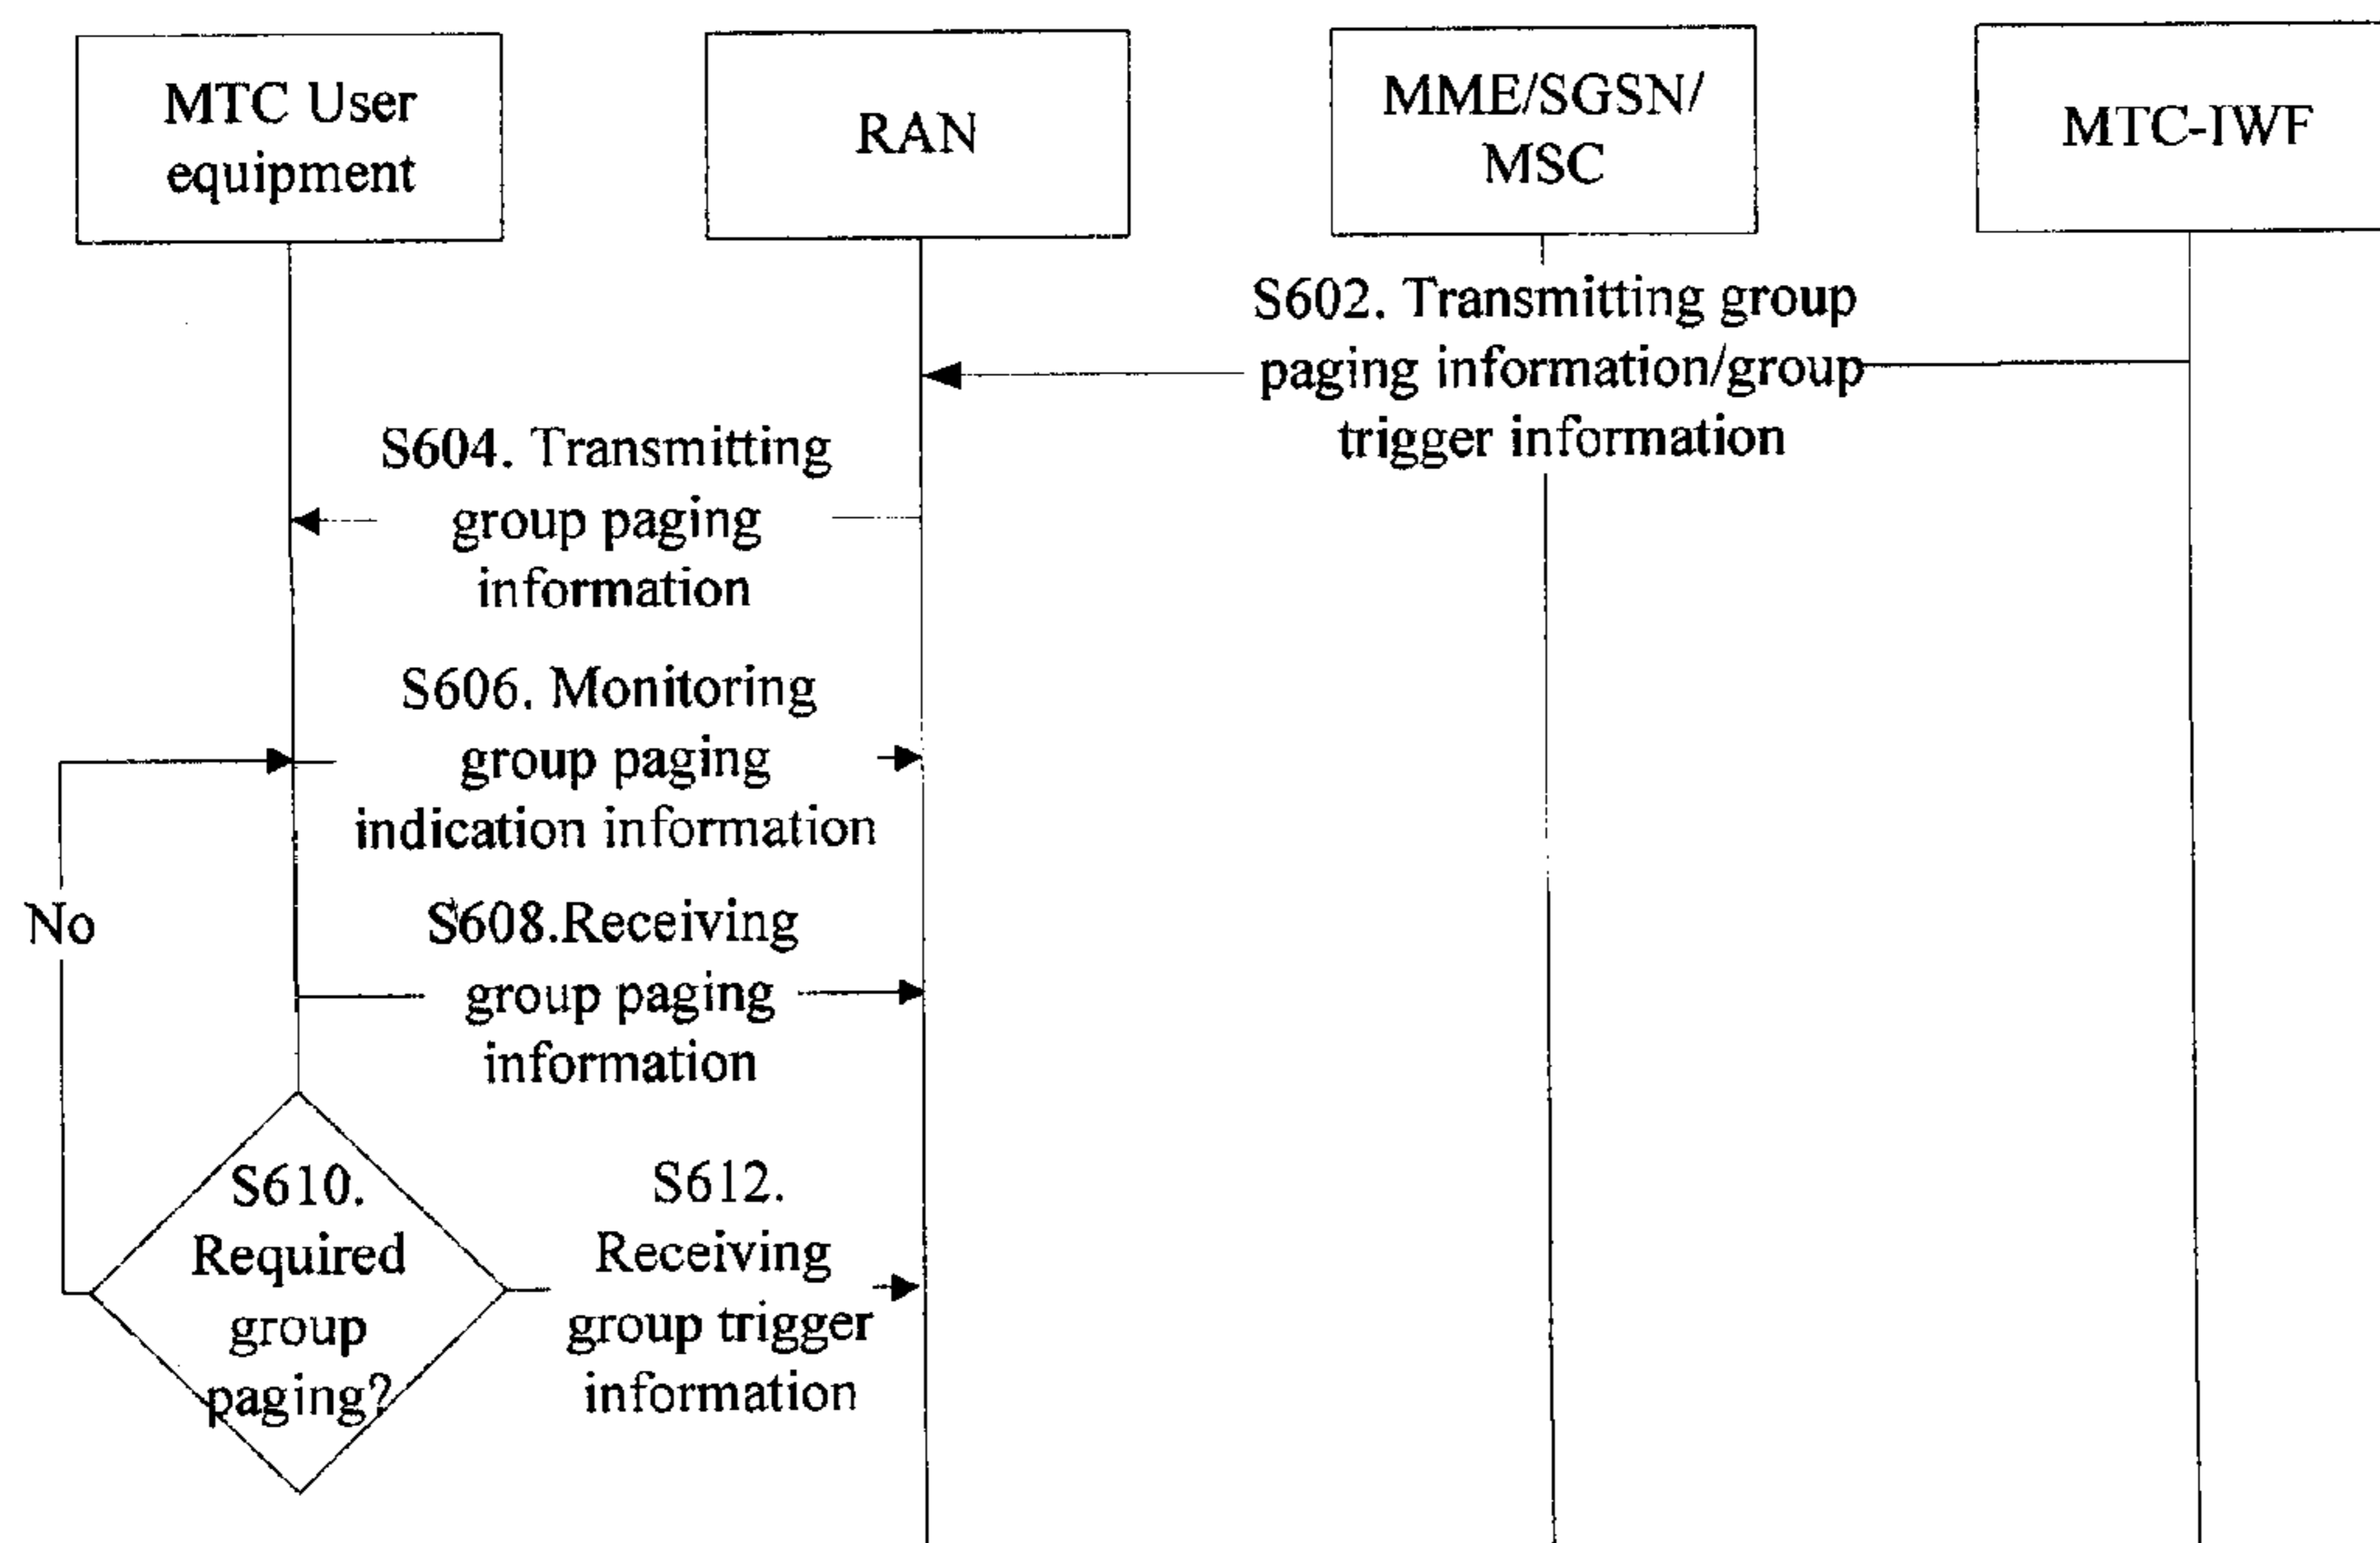 MTC User
equipment
RAN
MME/SGSN/
MSC
MTC-IWF
S602. Transmitting group
paging information/group
trigger information
S604. Transmitting
group paging
information
S606. Monitoring
group paging
indication information
No
S608.Receiving
group paging
information
S610.
Required
group
paging?
S612.
Receiving
group trigger
information